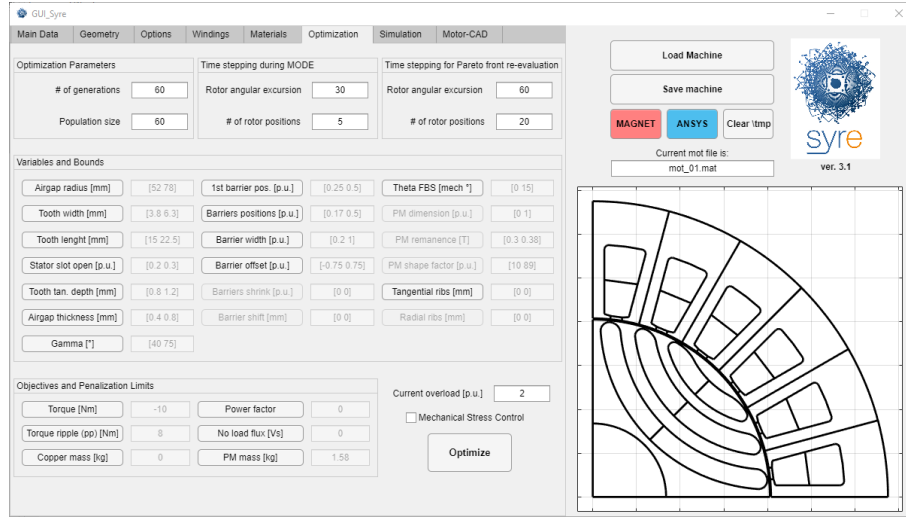 GUI_Syre
Main Data Geometry Options Windings Materials Optimization Simulation Motor-CAD
Optimization Parameters
# of generations 60
Population size 60
Time stepping during MODE
Rotor angular excursion 30
# of rotor positions 5
Time stepping for Pareto front re-evaluation
Rotor angular excursion 60
# of rotor positions 20
Variables and Bounds
Airgap radius [mm] [52 78] 1st barrier pos. [p.u.] [0.25 0.5] Theta FBS [mech °] [0 15]
Tooth width [mm] [3.8 6.3] Barriers positions [p.u.] [0.17 0.5] PM dimension [p.u.] [0 1]
Tooth lenght [mm] [15 22.5] Barrier width [p.u.] [0.2 1] PM remanence [T] [0.3 0.38]
Stator slot open [p.u.] [0.2 0.3] Barrier offset [p.u.] [-0.75 0.75] PM shape factor [p.u.] [10 89]
Tooth tan. depth [mm] [0.8 1.2] Barriers shrink [p.u.] [0 0] Tangential ribs [mm] [0 0]
Airgap thickness [mm] [0.4 0.8] Barrier shift [mm] [0 0] Radial ribs [mm] [0 0]
Gamma [°] [40 75]
Objectives and Penalization Limits
Torque [Nm] -10 Power factor 0
Torque ripple (pp) [Nm] 8 No load flux [Vs] 0
Copper mass [kg] 0 PM mass [kg] 1.58
Current overload [p.u.] 2
Mechanical Stress Control
Optimize
Load Machine
Save machine
MAGNET ANSYS Clear \tmp
Current mot file is:
mot_01.mat
syre
ver. 3.1